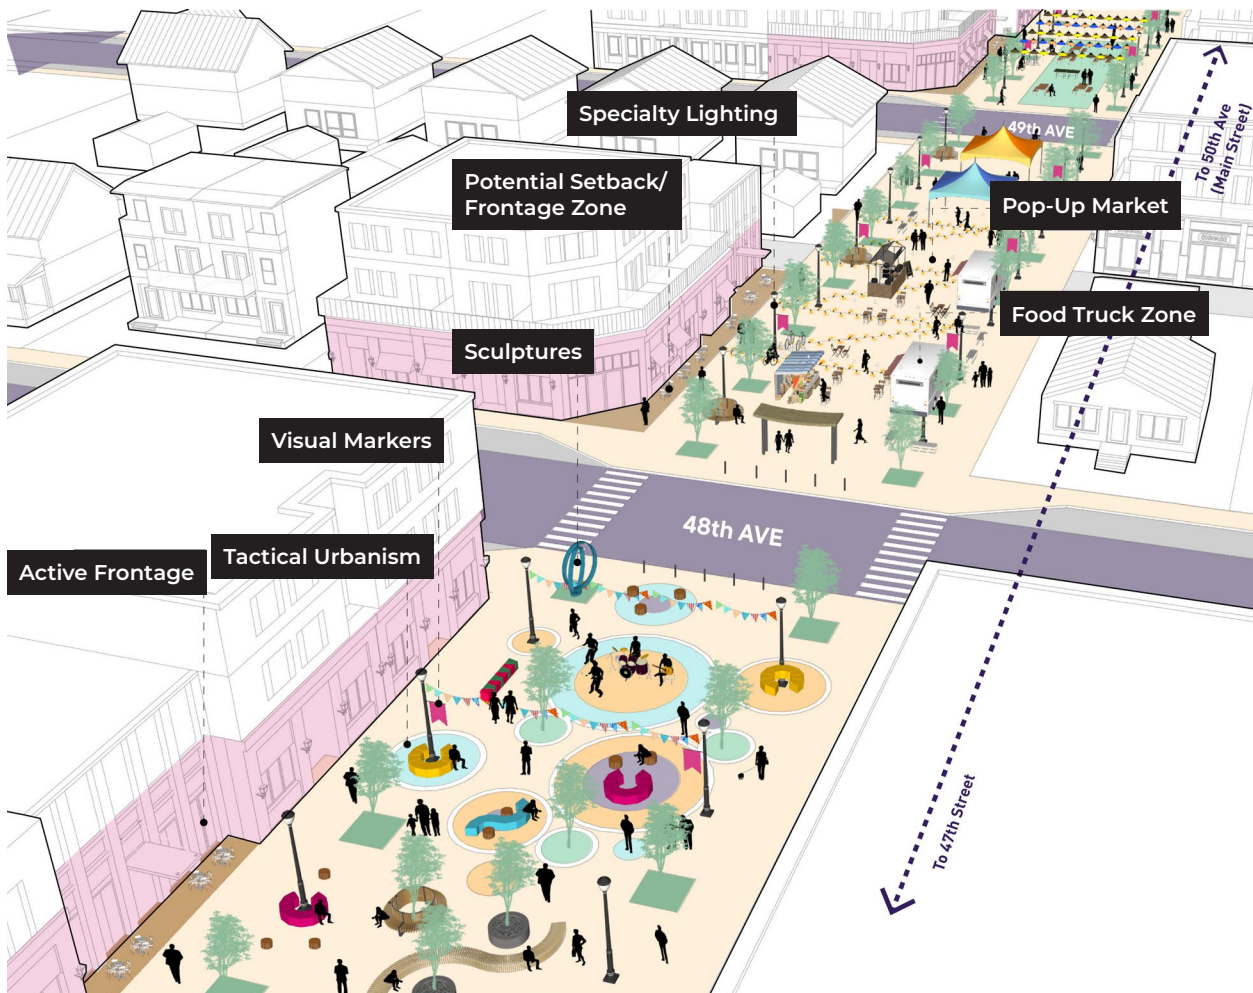 Specialty Lighting
49th AVE
To 50th Ave
(Main Street)
Potential Setback/
Frontage Zone
Pop-Up Market
Food Truck Zone
Sculptures
Visual Markers
48th AVE
Tactical Urbanism
Active Frontage
To 47th Street